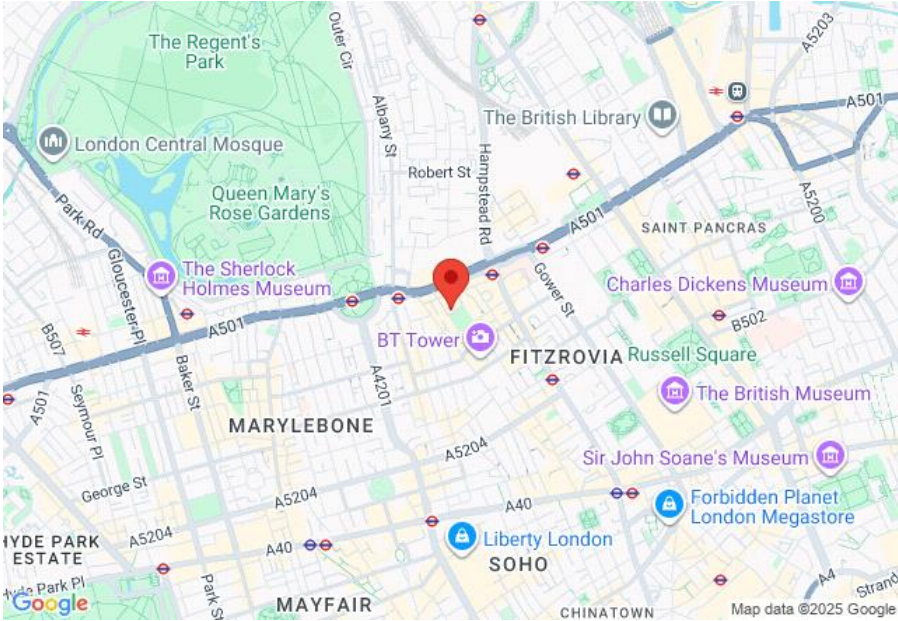 The Regent's
Park
Outer Cir
A5203
Albany St
The British Library
A501
London Central Mosque
Hampstead Rd
Robert St
Queen Mary's
Rose Gardens
A501
A5200
Park Rd
SAINT PANCRAS
Gloucester Pl
The Sherlock
Holmes Museum
Gower St
Charles Dickens Museum
B507
A501
B502
BT Tower
FITZROVIA
Russell Square
Baker St
A4201
Seymour Pl
A501
The British Museum
MARYLEBONE
A5204
Sir John Soane's Museum
George St
A5204
A40
Forbidden Planet
London Megastore
A5204
HYDE PARK
ESTATE
A40
Liberty London
SOHO
Hyde Park Pl
Park St
A4
Strand
Google
MAYFAIR
CHINATOWN
Map data ©2025 Google